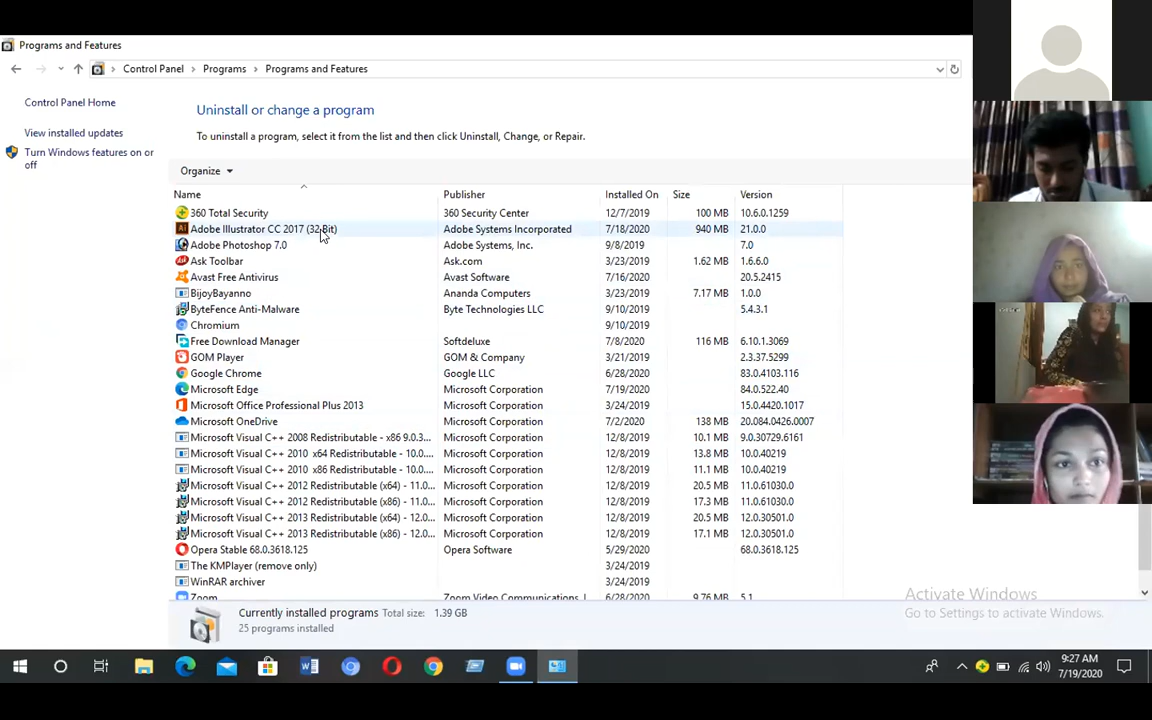 Programs and Features
Control Panel > Programs > Programs and Features
Control Panel Home
View installed updates
Turn Windows features on or off
Uninstall or change a program
To uninstall a program, select it from the list and then click Uninstall, Change, or Repair.
Organize
Name Publisher Installed On Size Version
360 Total Security 360 Security Center 12/7/2019 100 MB 10.6.0.1259
Adobe Illustrator CC 2017 (32 Bit) Adobe Systems Incorporated 7/18/2020 940 MB 21.0.0
Adobe Photoshop 7.0 Adobe Systems, Inc. 9/8/2019 7.0
Ask Toolbar Ask.com 3/23/2019 1.62 MB 1.6.6.0
Avast Free Antivirus Avast Software 7/16/2020 20.5.2415
BijoyBayanno Ananda Computers 3/23/2019 7.17 MB 1.0.0
ByteFence Anti-Malware Byte Technologies LLC 9/10/2019 5.4.3.1
Chromium 9/10/2019
Free Download Manager Softdeluxe 7/8/2020 116 MB 6.10.1.3069
GOM Player GOM & Company 3/21/2019 2.3.37.5299
Google Chrome Google LLC 6/28/2020 83.0.4103.116
Microsoft Edge Microsoft Corporation 7/19/2020 84.0.522.40
Microsoft Office Professional Plus 2013 Microsoft Corporation 3/24/2019 15.0.4420.1017
Microsoft OneDrive Microsoft Corporation 7/2/2020 138 MB 20.084.0426.0007
Microsoft Visual C++ 2008 Redistributable - x86 9.0.3... Microsoft Corporation 12/8/2019 10.1 MB 9.0.30729.6161
Microsoft Visual C++ 2010 x64 Redistributable - 10.0... Microsoft Corporation 12/8/2019 13.8 MB 10.0.40219
Microsoft Visual C++ 2010 x86 Redistributable - 10.0... Microsoft Corporation 12/8/2019 11.1 MB 10.0.40219
Microsoft Visual C++ 2012 Redistributable (x64) - 11.0... Microsoft Corporation 12/8/2019 20.5 MB 11.0.61030.0
Microsoft Visual C++ 2012 Redistributable (x86) - 11.0... Microsoft Corporation 12/8/2019 17.3 MB 11.0.61030.0
Microsoft Visual C++ 2013 Redistributable (x64) - 12.0... Microsoft Corporation 12/8/2019 20.5 MB 12.0.30501.0
Microsoft Visual C++ 2013 Redistributable (x86) - 12.0... Microsoft Corporation 12/8/2019 17.1 MB 12.0.30501.0
Opera Stable 68.0.3618.125 Opera Software 5/29/2020 68.0.3618.125
The KMPlayer (remove only) 3/24/2019
WinRAR archiver 3/24/2019
Zoom Zoom Video Communications, I... 6/28/2020 9.76 MB 5.1
Currently installed programs Total size: 1.39 GB
25 programs installed
Activate Windows
Go to Settings to activate Windows.
9:27 AM
7/19/2020